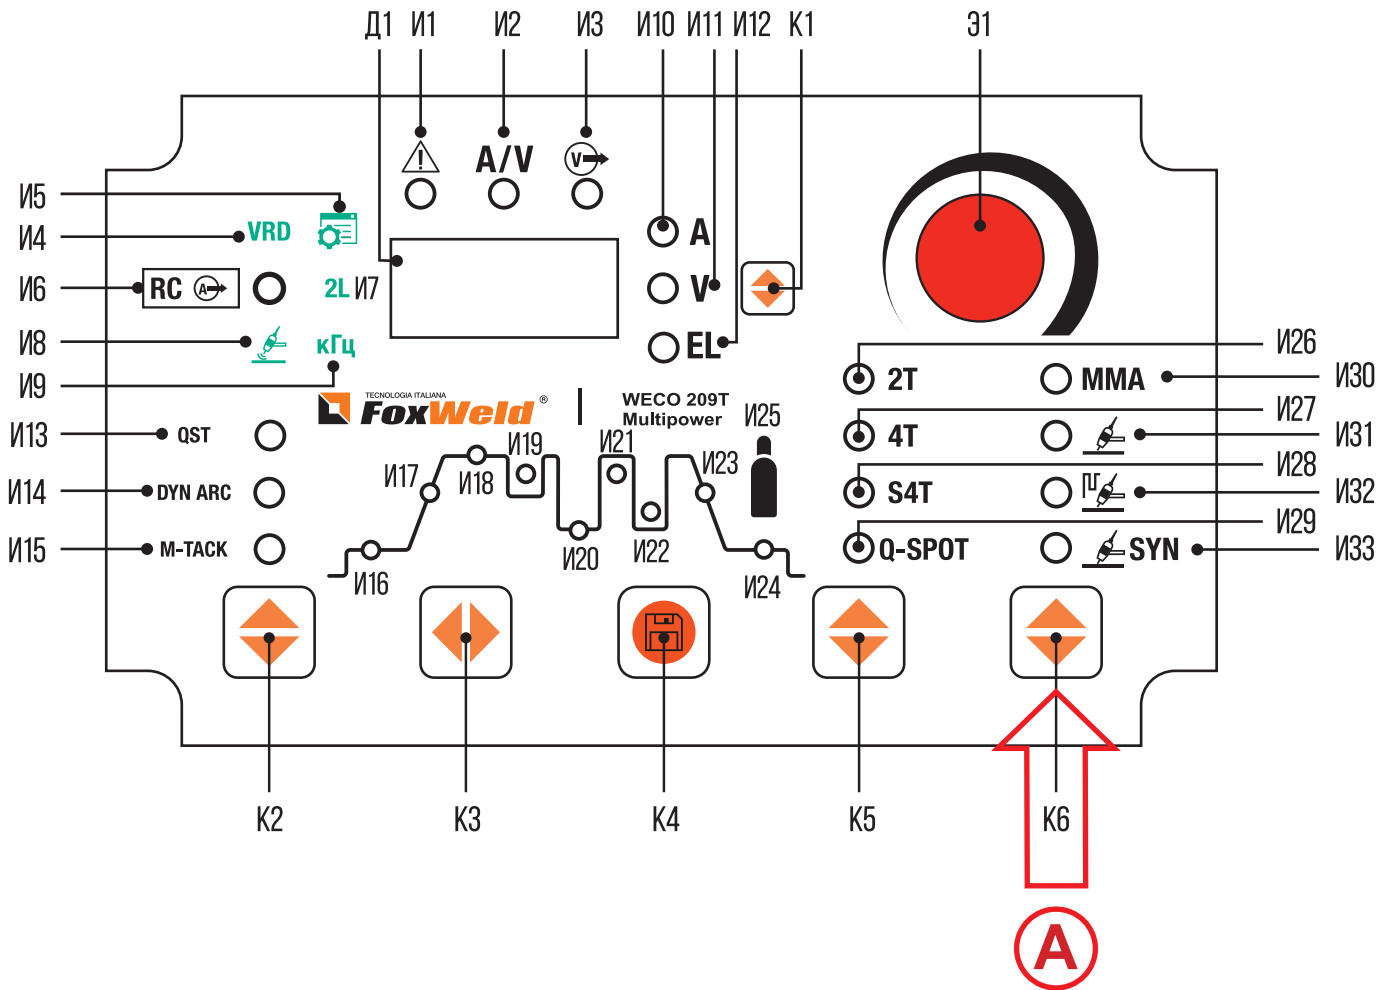 Д1 И1 И2 И3 И10 И11 И12 К1 Э1
A/V
V
И5
И4 VRD
A
И6 RC A 2L И7 V
И8 EL
И9 кГц
TECNOLOGIA ITALIANA
FoxWeld ®
WECO 209T
Multipower
И26
2T MMA И30
И27
4T И31
И28
S4T И32
И29
Q-SPOT SYN И33
И13 QST
И14 DYN ARC
И15 M-TACK
И16 И17 И18 И19 И20 И21 И22 И23 И24 И25
К2 К3 К4 К5 К6
A